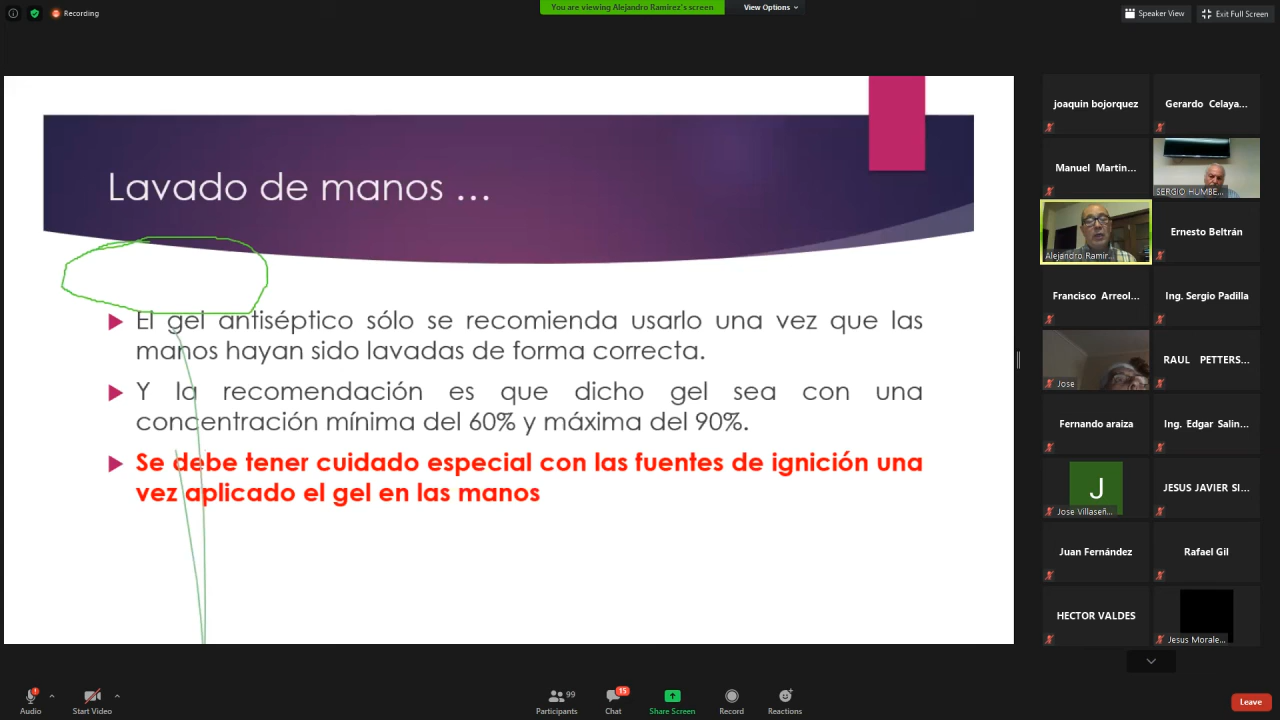 Recording
You are viewing Alejandro Ramirez's screen
View Options
Speaker View
Exit Full Screen
Lavado de manos …
El gel antiséptico sólo se recomienda usarlo una vez que las
manos hayan sido lavadas de forma correcta.
Y la recomendación es que dicho gel sea con una
concentración mínima del 60% y máxima del 90%.
Se debe tener cuidado especial con las fuentes de ignición una
vez aplicado el gel en las manos
joaquin bojorquez
Gerardo Celaya...
Manuel Martin...
SERGIO HUMBE...
Alejandro Ramir...
Ernesto Beltrán
Francisco Arreol...
Ing. Sergio Padilla
Jose
RAUL PETTERS...
Fernando araiza
Ing. Edgar Salin...
J
Jose Villaseñ...
JESUS JAVIER SI...
Juan Fernández
Rafael Gil
HECTOR VALDES
Jesus Morale...
Audio
Start Video
99
Participants
15
Chat
Share Screen
Record
Reactions
Leave